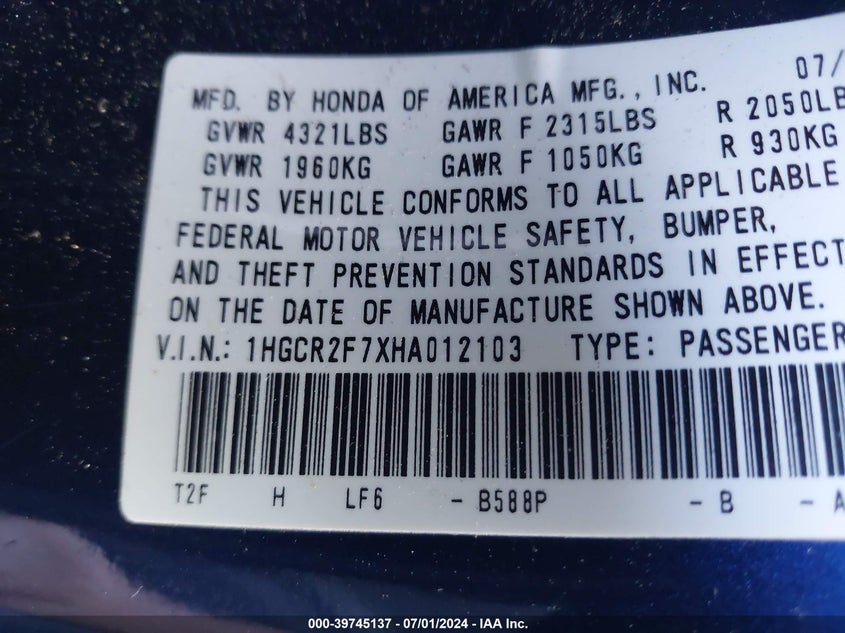 MFD. BY HONDA OF AMERICA MFG., INC. 07/
GVWR 4321LBS GAWR F 2315LBS R 2050LB
GVWR 1960KG GAWR F 1050KG R 930KG
THIS VEHICLE CONFORMS TO ALL APPLICABLE
FEDERAL MOTOR VEHICLE SAFETY, BUMPER,
AND THEFT PREVENTION STANDARDS IN EFFECT
ON THE DATE OF MANUFACTURE SHOWN ABOVE.
V.I.N.: 1HGCR2F7XHA012103 TYPE: PASSENGER
T2F H LF6 - B588P - B - A
000-39745137 - 07/01/2024 - IAA Inc.